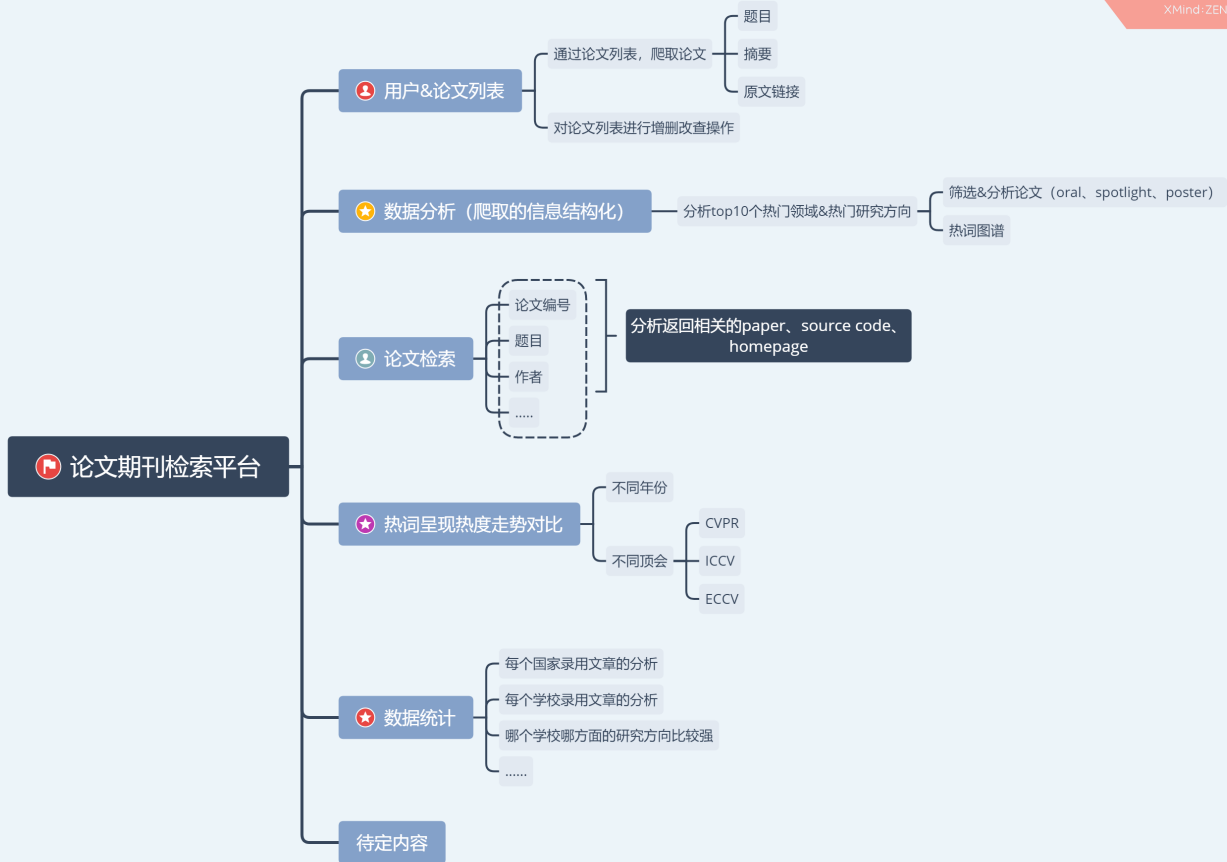 XMind:ZEN
论文期刊检索平台
用户&论文列表
通过论文列表，爬取论文
题目
摘要
原文链接
对论文列表进行增删改查操作
数据分析（爬取的信息结构化）
分析top10个热门领域&热门研究方向
筛选&分析论文（oral、spotlight、poster）
热词图谱
论文检索
论文编号
题目
作者
.....
分析返回相关的paper、source code、
homepage
热词呈现热度走势对比
不同年份
不同顶会
CVPR
ICCV
ECCV
数据统计
每个国家录用文章的分析
每个学校录用文章的分析
哪个学校哪方面的研究方向比较强
......
待定内容